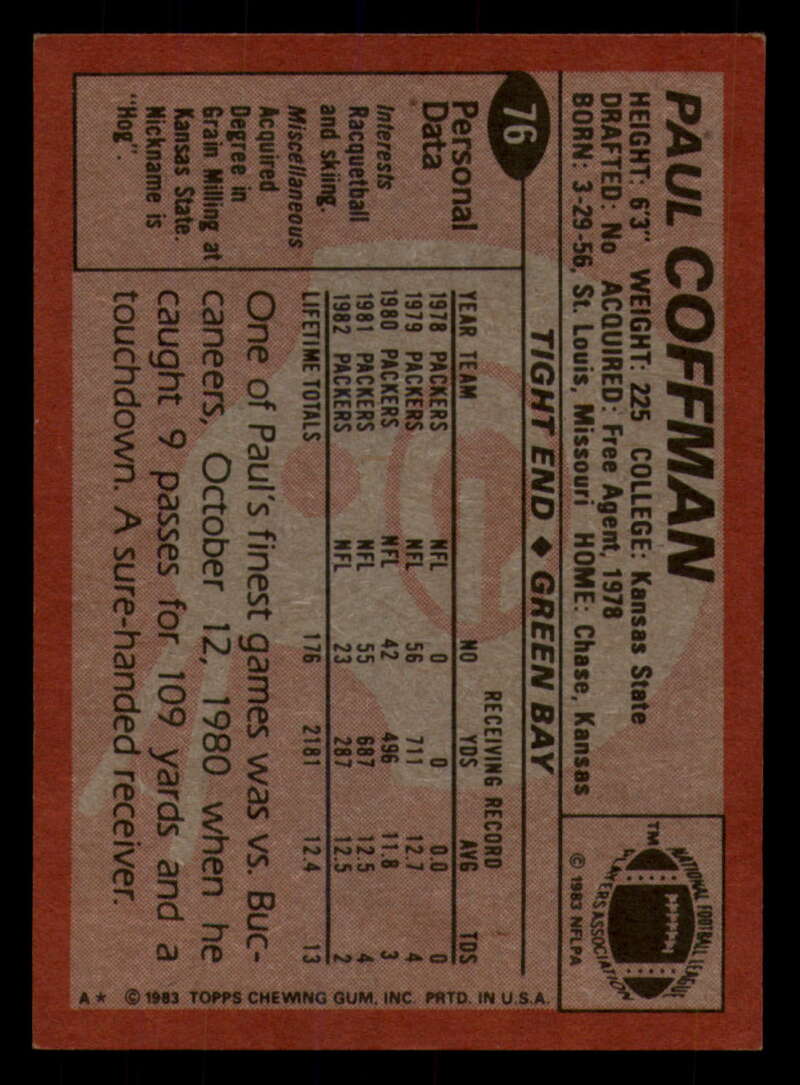 PAUL COFFMAN
HEIGHT: 6'3" WEIGHT: 225 COLLEGE: Kansas State
DRAFTED: No ACQUIRED: Free Agent, 1978
BORN: 3-29-56, St. Louis, Missouri HOME: Chase, Kansas
NATIONAL FOOTBALL LEAGUE
PLAYERS ASSOCIATION
TM
© 1983 NFLPA
76
TIGHT END ♦ GREEN BAY
Personal
Data
Interests
Racquetball
and skiing.
Miscellaneous
Acquired
Degree in
Grain Milling at
Kansas State.
Nickname is
"Hog".
RECEIVING RECORD
YEAR TEAM NO YDS AVG TDS
1978 PACKERS NFL 0 0 0.0 0
1979 PACKERS NFL 56 711 12.7 4
1980 PACKERS NFL 42 496 11.8 3
1981 PACKERS NFL 55 687 12.5 4
1982 PACKERS NFL 23 287 12.5 2
LIFETIME TOTALS 176 2181 12.4 13
One of Paul's finest games was vs. Buc-
caneers, October 12, 1980 when he
caught 9 passes for 109 yards and a
touchdown. A sure-handed receiver.
A* © 1983 TOPPS CHEWING GUM, INC. PRTD. IN U.S.A.